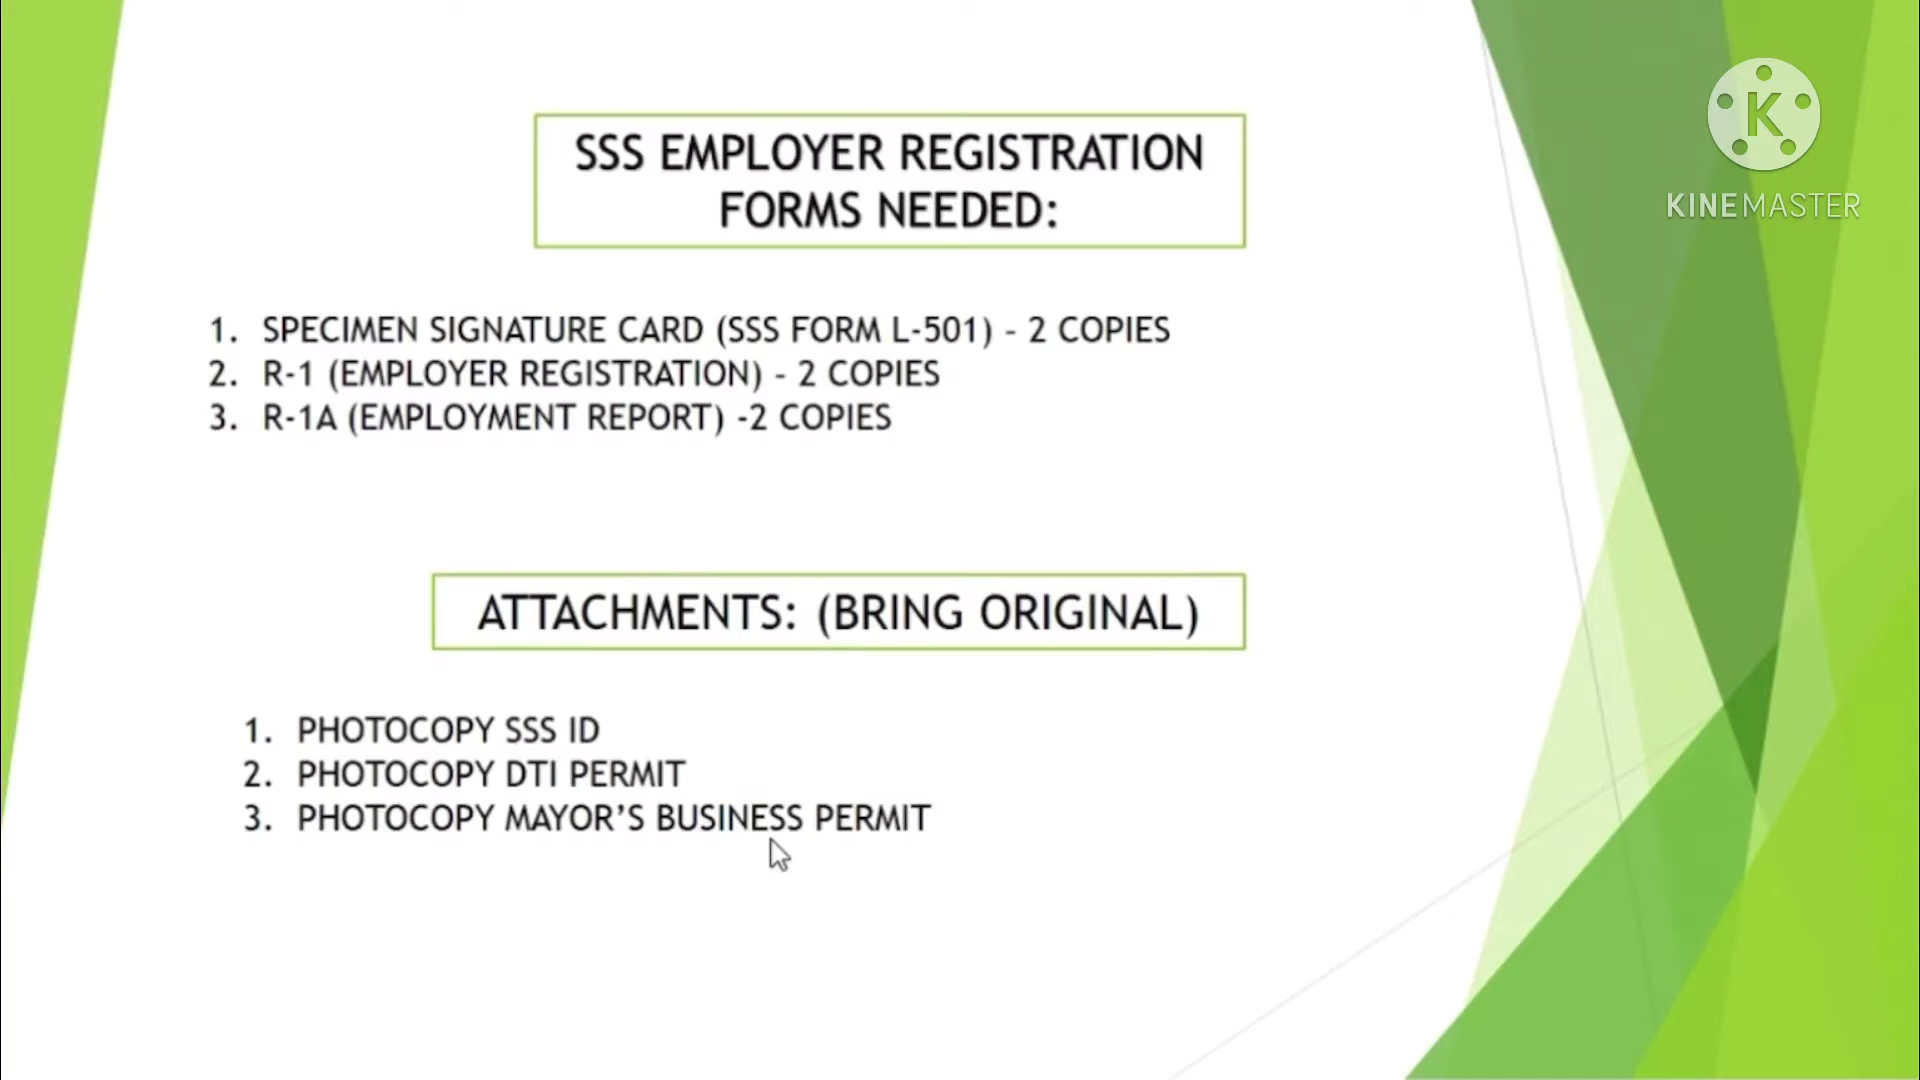 SSS EMPLOYER REGISTRATION
FORMS NEEDED:
K
KINEMASTER
1. SPECIMEN SIGNATURE CARD (SSS FORM L-501) - 2 COPIES
2. R-1 (EMPLOYER REGISTRATION) - 2 COPIES
3. R-1A (EMPLOYMENT REPORT) -2 COPIES
ATTACHMENTS: (BRING ORIGINAL)
1. PHOTOCOPY SSS ID
2. PHOTOCOPY DTI PERMIT
3. PHOTOCOPY MAYOR'S BUSINESS PERMIT